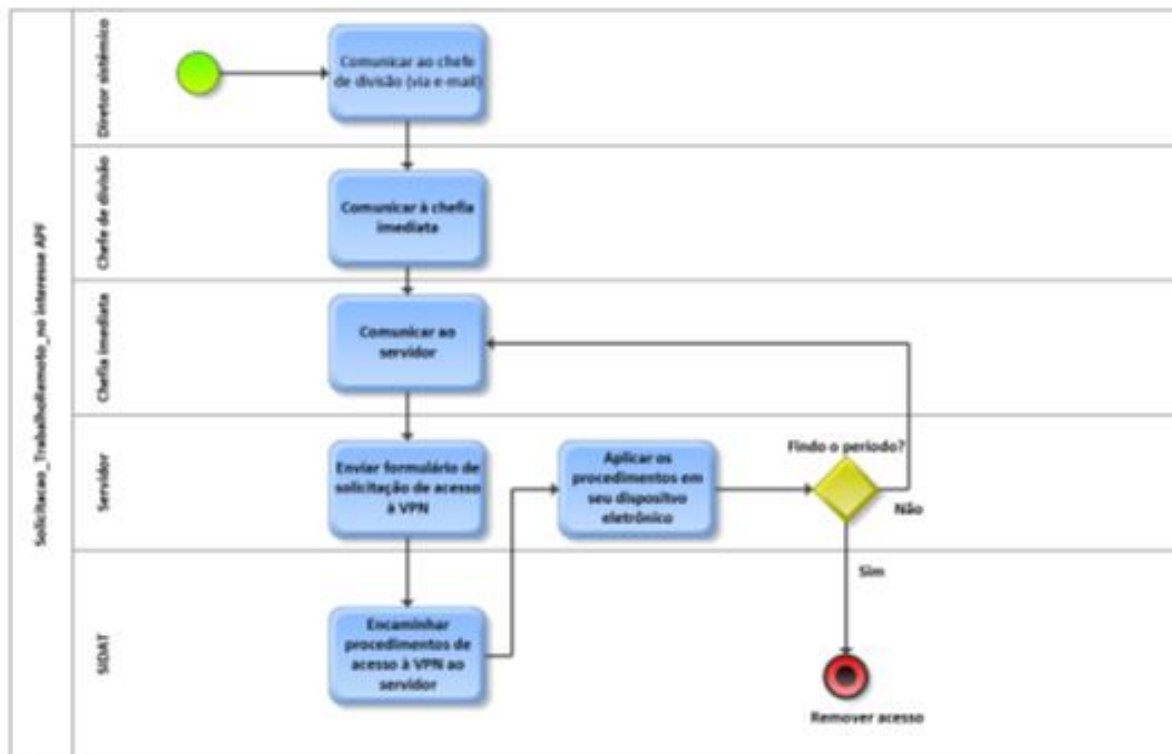 Solicitacao_TrabalhoRemoto_no interesse APF
Diretor sistêmico
Comunicar ao chefe
de divisão (via e-mail)
Chefe de divisão
Comunicar à chefia
imediata
Chefia imediata
Comunicar ao
servidor
Servidor
Enviar formulário de
solicitação de acesso
à VPN
Aplicar os
procedimentos em
seu dispositvo
eletrônico
Findo o período?
Não
Sim
SIDAT
Encaminhar
procedimentos de
acesso à VPN ao
servidor
Remover acesso